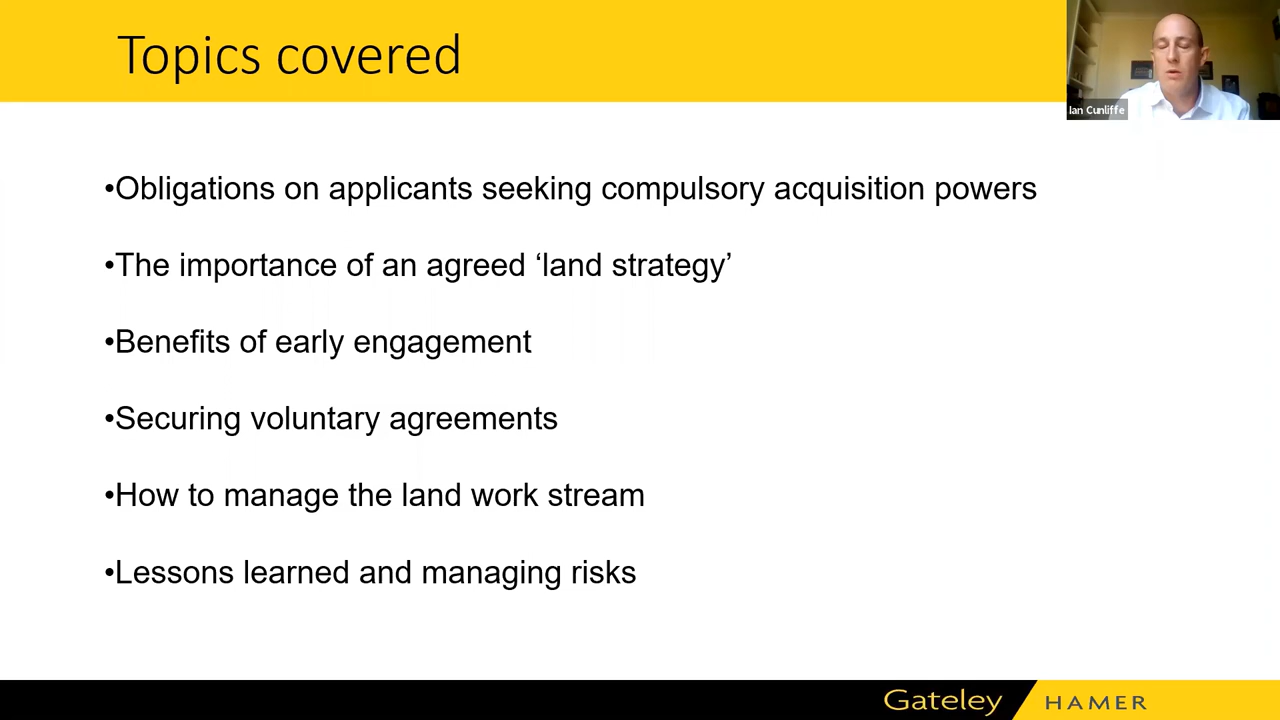 Topics covered
Ian Cunliffe
•Obligations on applicants seeking compulsory acquisition powers
•The importance of an agreed ‘land strategy’
•Benefits of early engagement
•Securing voluntary agreements
•How to manage the land work stream
•Lessons learned and managing risks
Gateley HAMER